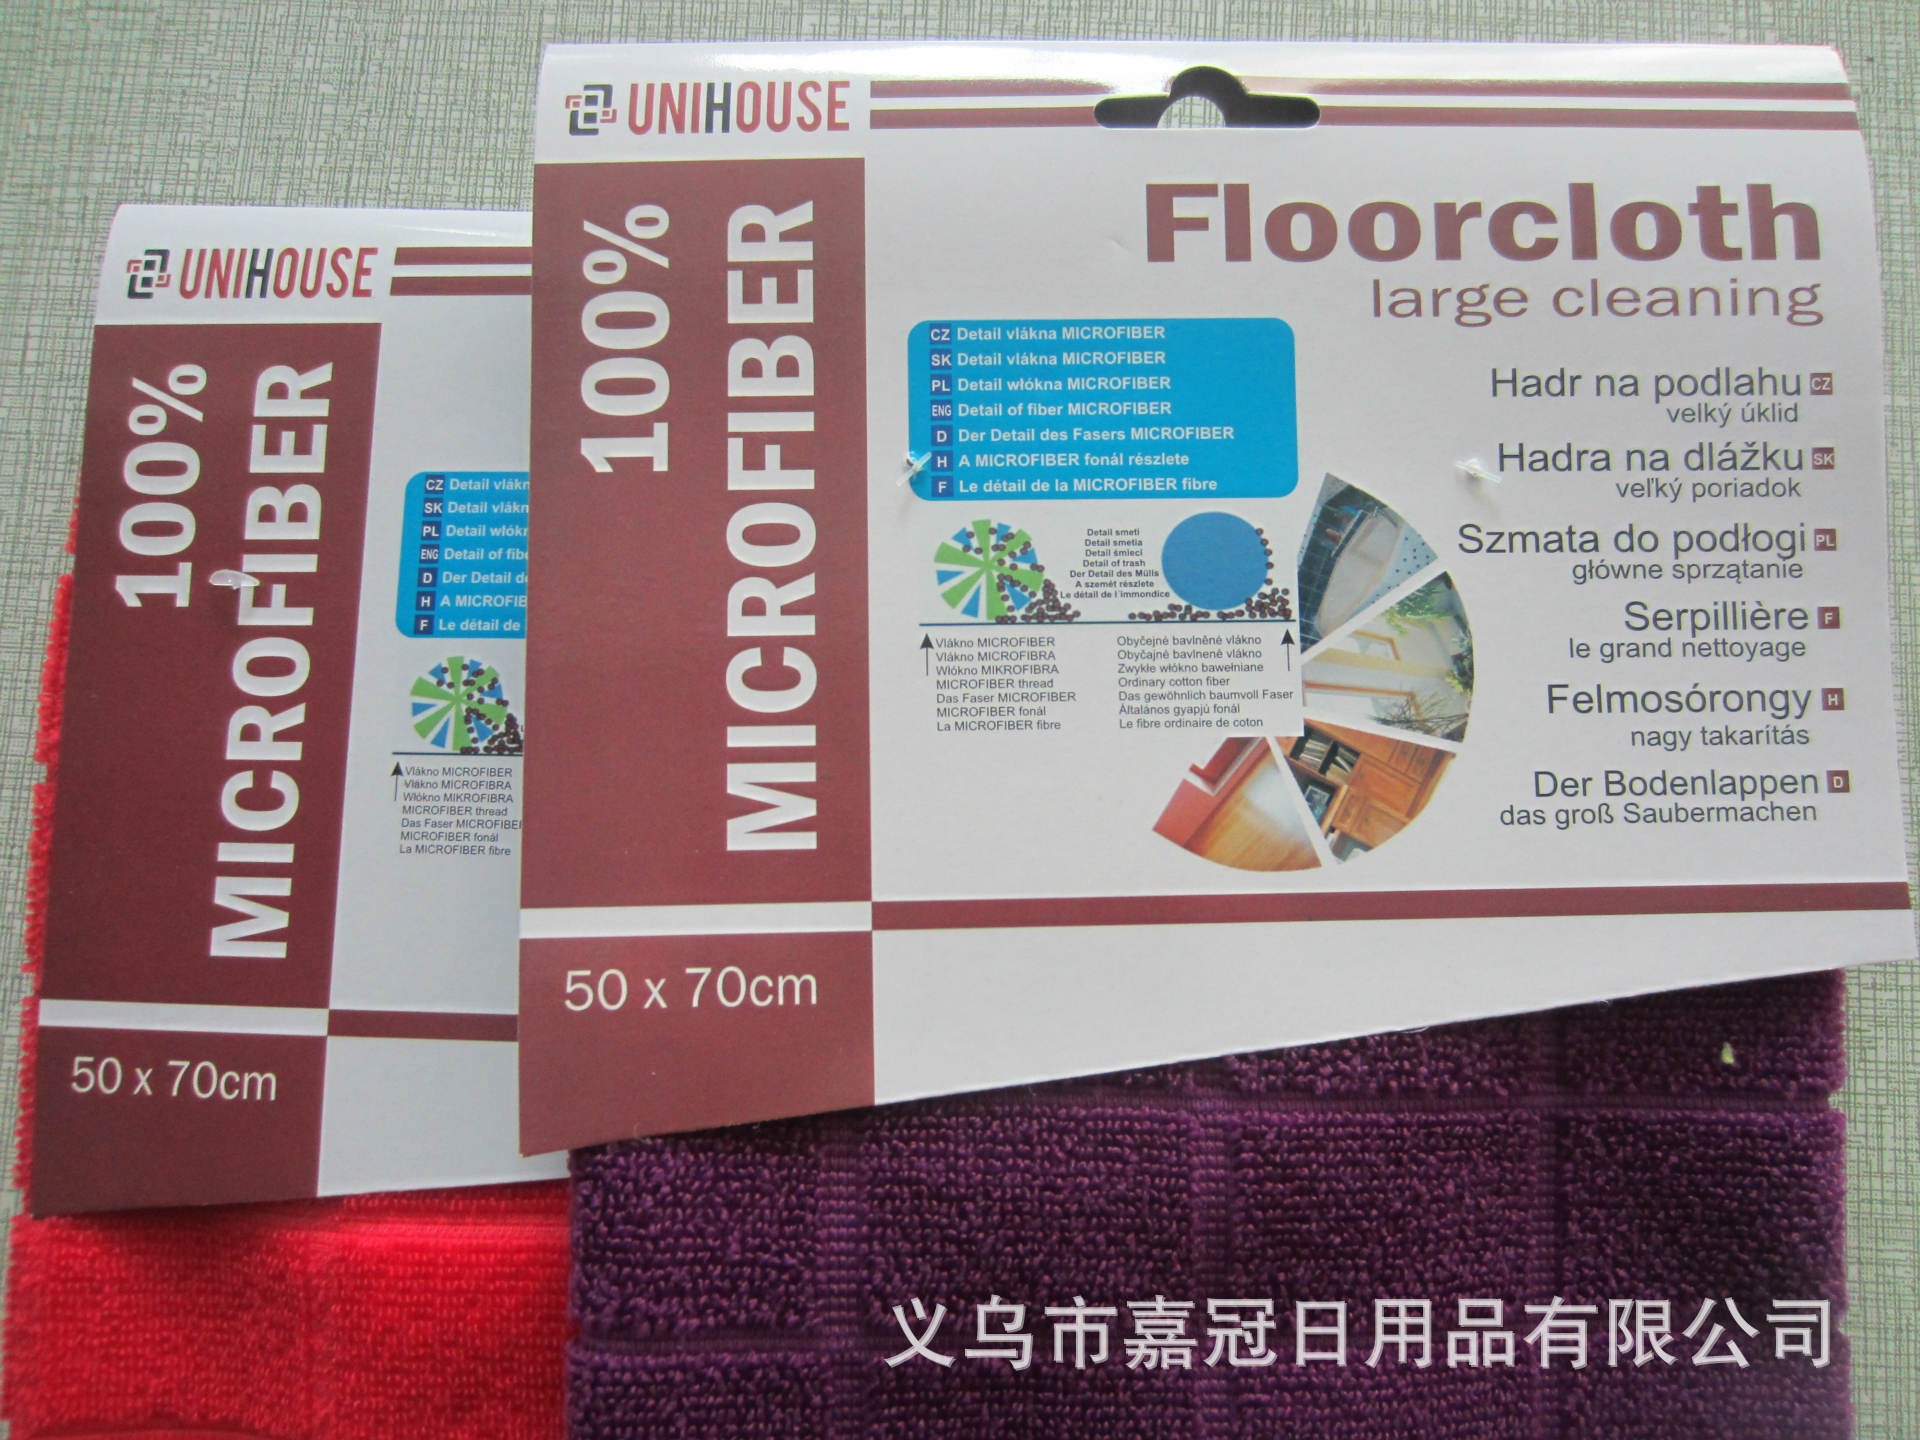 UNIHOUSE
100%
MICROFIBER
CZ Detail vlákn
SK Detail vlákn
PL Detail włókn
ENG Detail of fibe
D Der Detail de
H A MICROFIB
F Le détail de
Vlákno MICROFIBER
Vlákno MICROFIBRA
Włókno MIKROFIBRA
MICROFIBER thread
Das Faser MICROFIBE
MICROFIBER fonál
La MICROFIBER fibre
50 x 70cm
UNIHOUSE
100%
MICROFIBER
50 x 70cm
Floorcloth
large cleaning
CZ Detail vlákna MICROFIBER
SK Detail vlákna MICROFIBER
PL Detail włókna MICROFIBER
ENG Detail of fiber MICROFIBER
D Der Detail des Fasers MICROFIBER
H A MICROFIBER fonál részlete
F Le détail de la MICROFIBER fibre
Detail smetí
Detail smetia
Detail śmieci
Detail of trash
Der Detail des Mülls
A szemét részlete
Le détail de l´immondice
Vlákno MICROFIBER
Vlákno MICROFIBRA
Włókno MIKROFIBRA
MICROFIBER thread
Das Faser MICROFIBER
MICROFIBER fonál
La MICROFIBER fibre
Obyčejné bavlněné vlákno
Obyčajné bavlnené vlákno
Zwykłe włókno bawełniane
Ordinary cotton fiber
Das gewöhnlich baumvoll Faser
Általános gyapjú fonál
Le fibre ordinaire de coton
Hadr na podlahu CZ
velký úklid
Hadra na dlážku SK
veľký poriadok
Szmata do podłogi PL
główne sprzątanie
Serpillière F
le grand nettoyage
Felmosórongy H
nagy takarítás
Der Bodenlappen D
das groß Saubermachen
义乌市嘉冠日用品有限公司